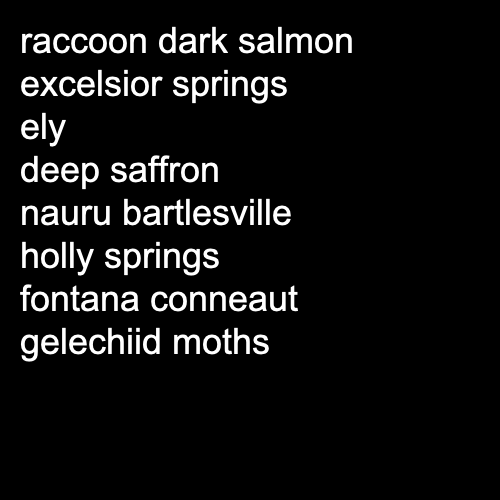 raccoon dark salmon
excelsior springs
ely
deep saffron
nauru bartlesville
holly springs
fontana conneaut
gelechiid moths